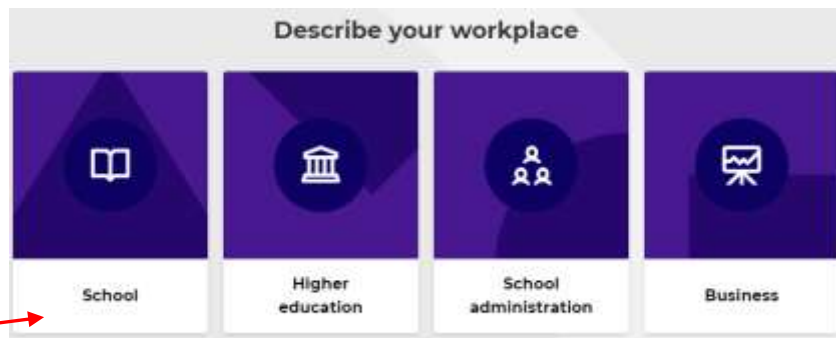 Describe your workplace
School
Higher
education
School
administration
Business